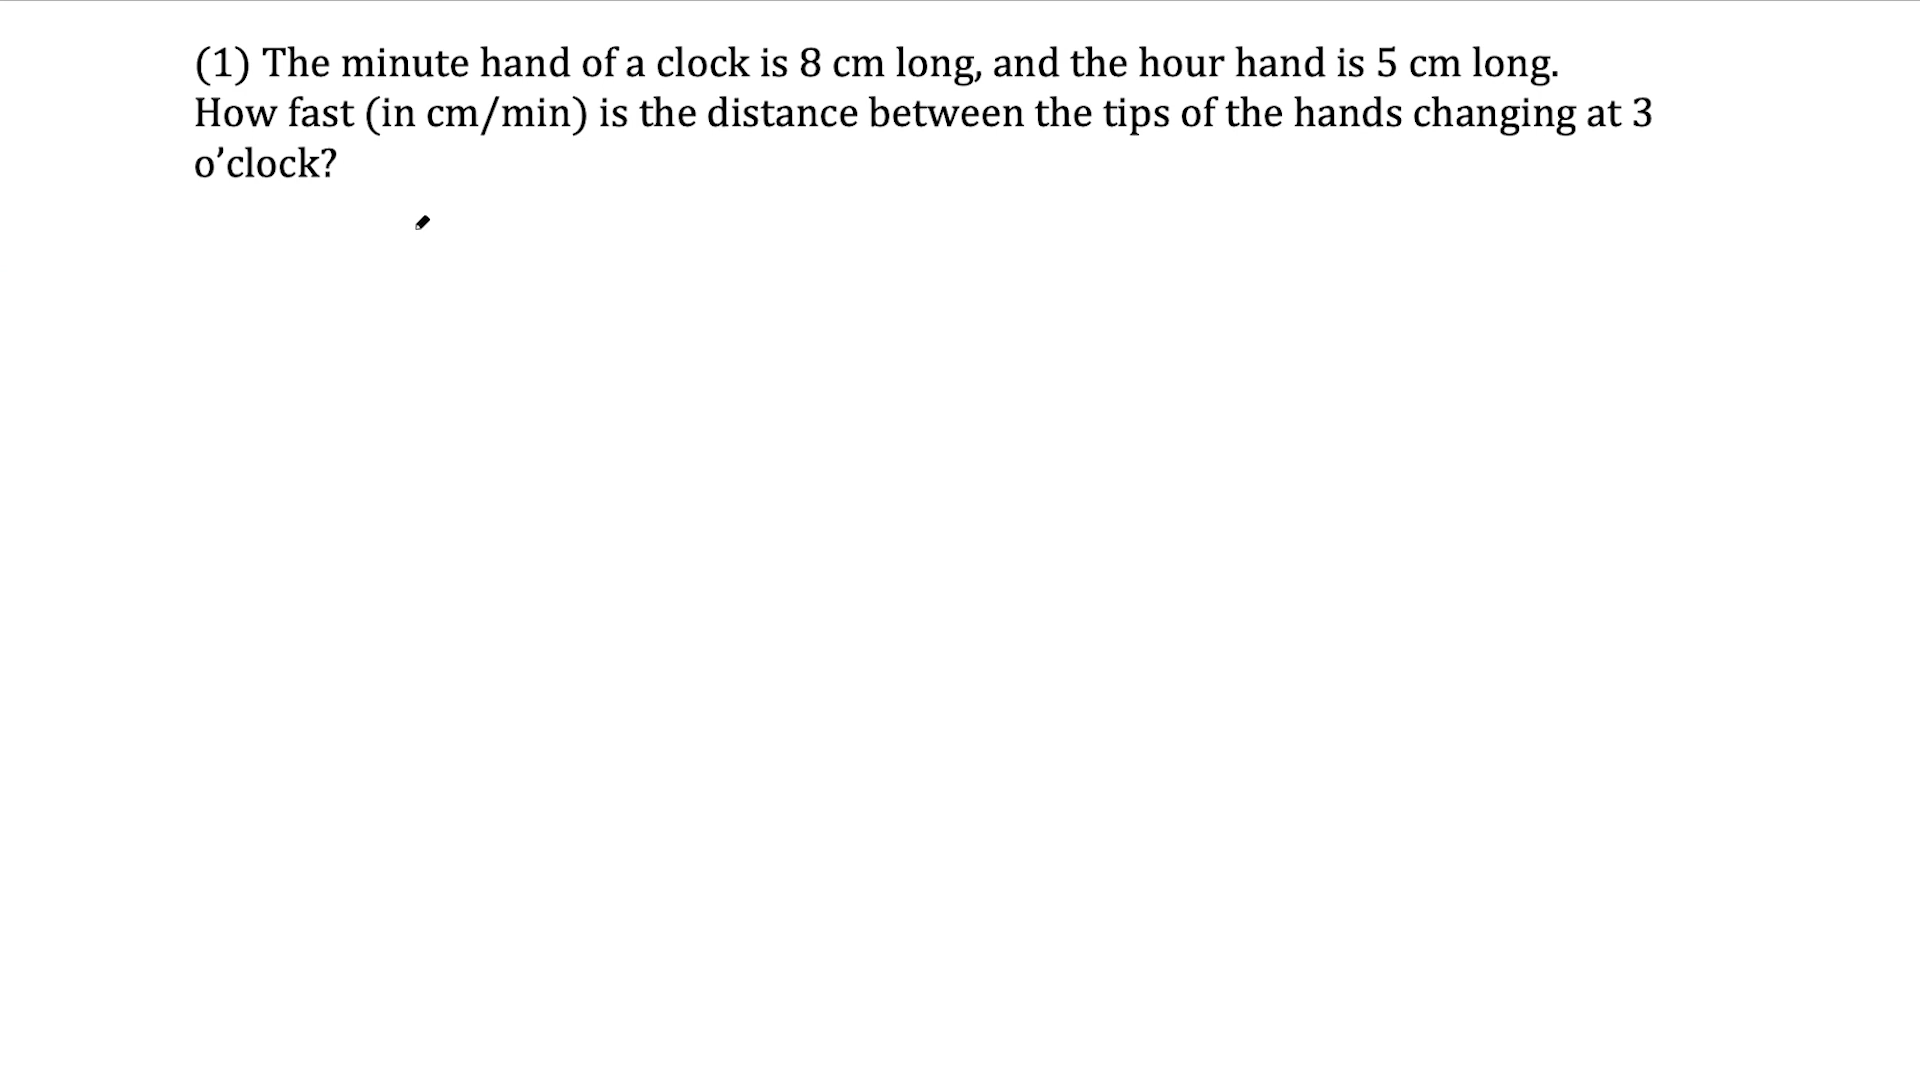 (1) The minute hand of a clock is 8 cm long, and the hour hand is 5 cm long.
How fast (in cm/min) is the distance between the tips of the hands changing at 3
o’clock?